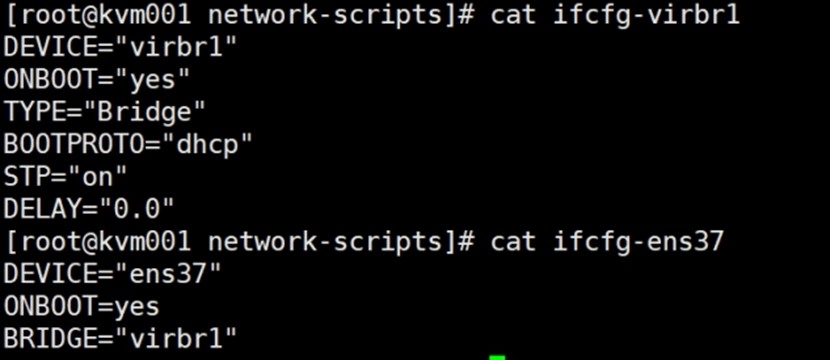 [root@kvm001 network-scripts]# cat ifcfg-virbr1
DEVICE="virbr1"
ONBOOT="yes"
TYPE="Bridge"
BOOTPROTO="dhcp"
STP="on"
DELAY="0.0"
[root@kvm001 network-scripts]# cat ifcfg-ens37
DEVICE="ens37"
ONBOOT=yes
BRIDGE="virbr1"